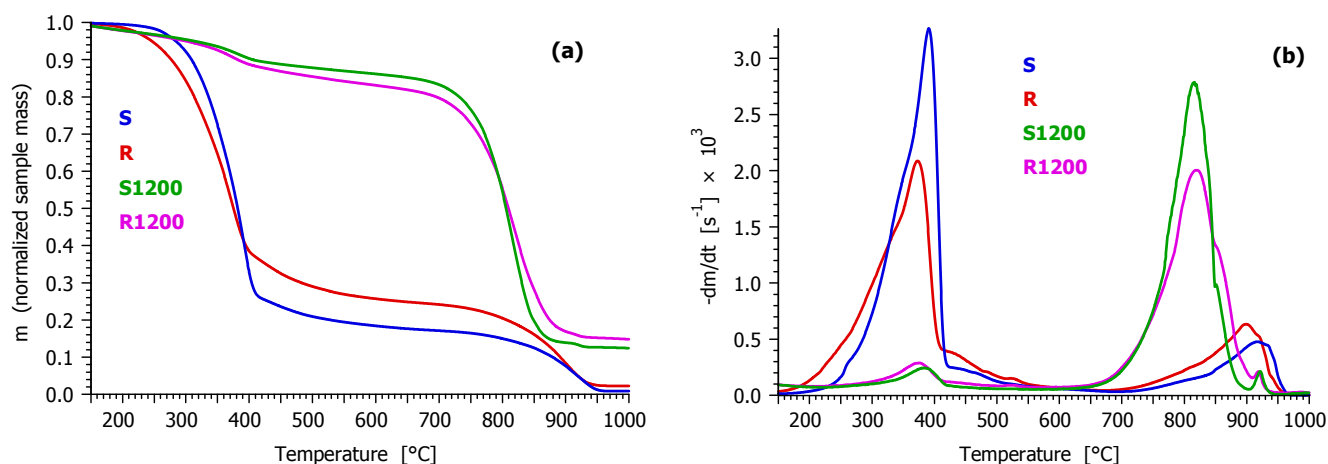 (a)
m (normalized sample mass)
1.0
0.9
0.8
0.7
0.6
0.5
0.4
0.3
0.2
0.1
0.0
S
R
S1200
R1200
200 300 400 500 600 700 800 900 1000
Temperature [°C]
(b)
-dm/dt [s⁻¹] × 10³
3.0
2.5
2.0
1.5
1.0
0.5
0.0
S
R
S1200
R1200
200 300 400 500 600 700 800 900 1000
Temperature [°C]